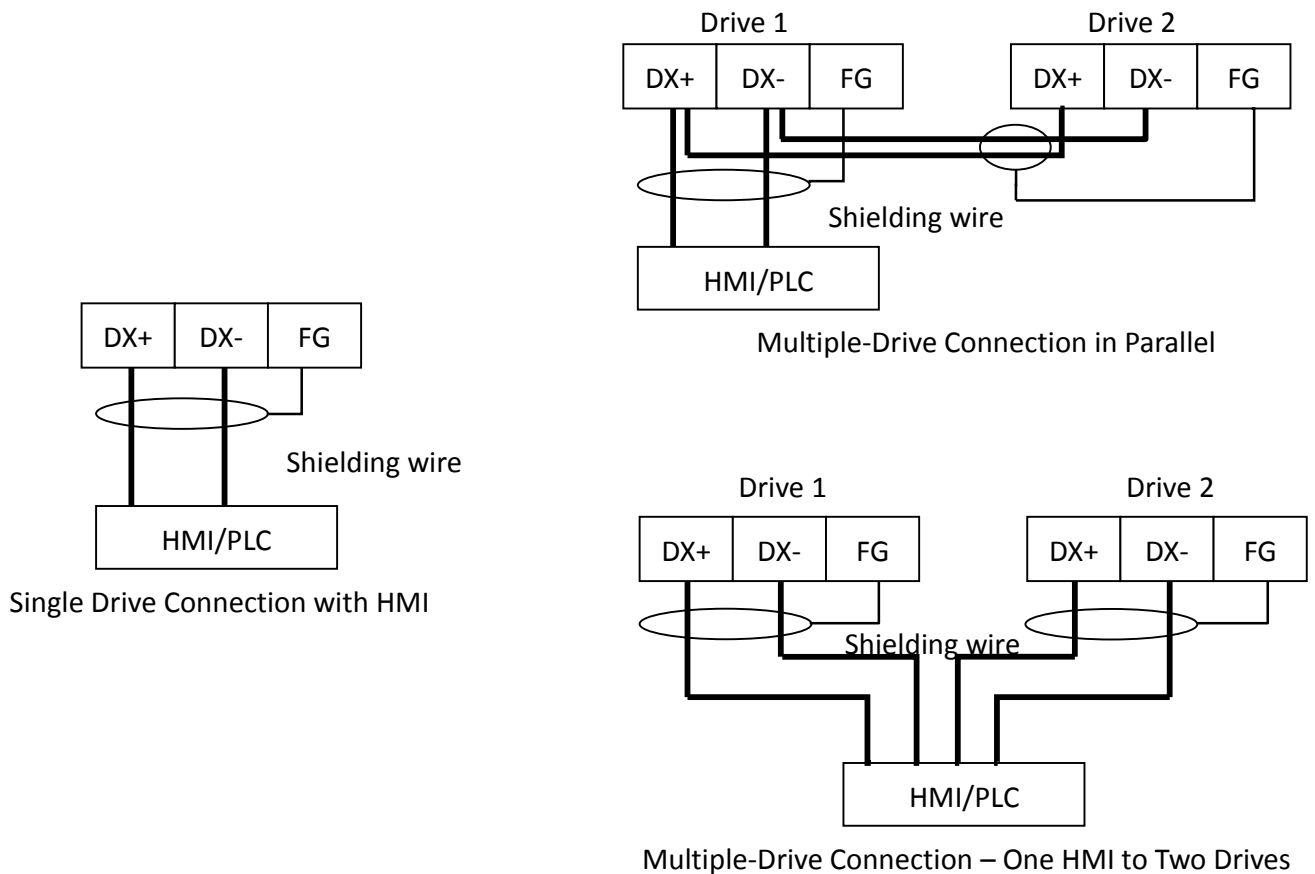 Drive 1
Drive 2
DX+ DX- FG
DX+ DX- FG
Shielding wire
HMI/PLC
Multiple-Drive Connection in Parallel
DX+ DX- FG
Shielding wire
HMI/PLC
Single Drive Connection with HMI
Drive 1
Drive 2
DX+ DX- FG
DX+ DX- FG
Shielding wire
HMI/PLC
Multiple-Drive Connection – One HMI to Two Drives